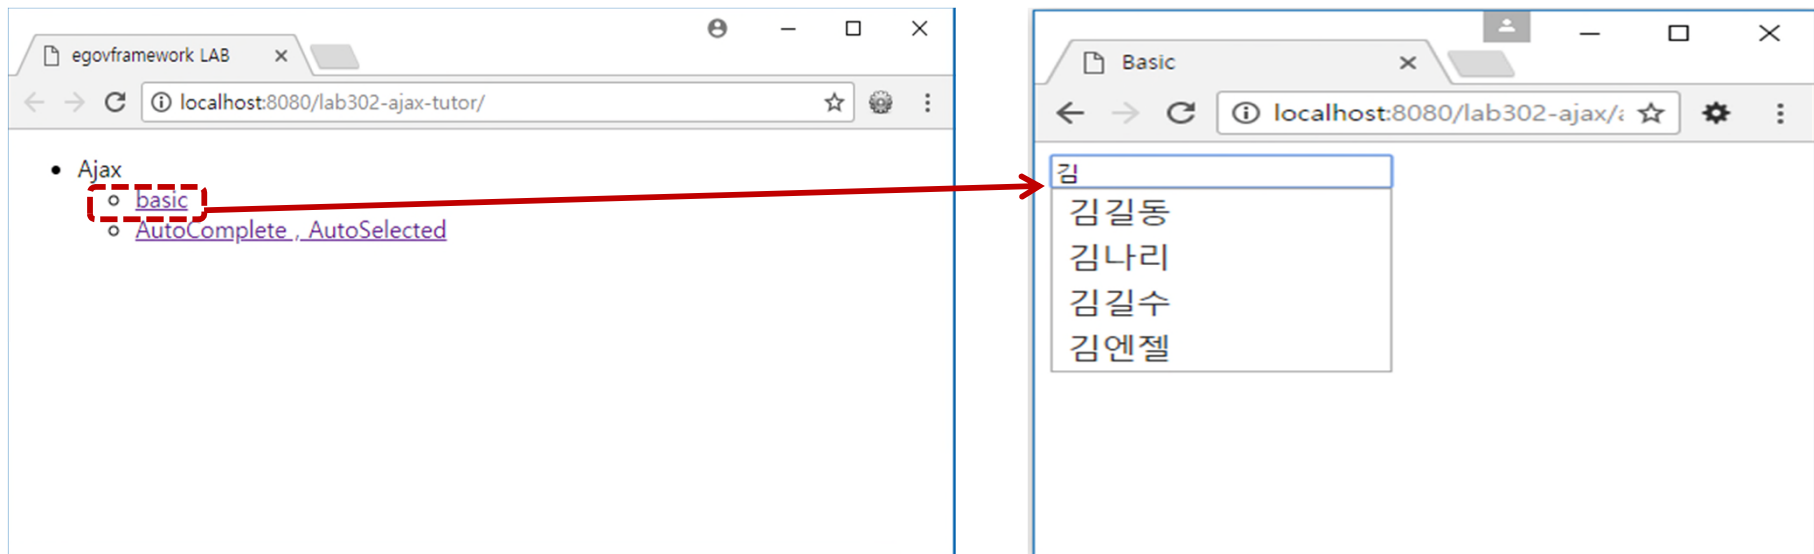 egovframework LAB
localhost:8080/lab302-ajax-tutor/
Ajax
basic
AutoComplete , AutoSelected
Basic
localhost:8080/lab302-ajax/
김
김길동
김나리
김길수
김엔젤